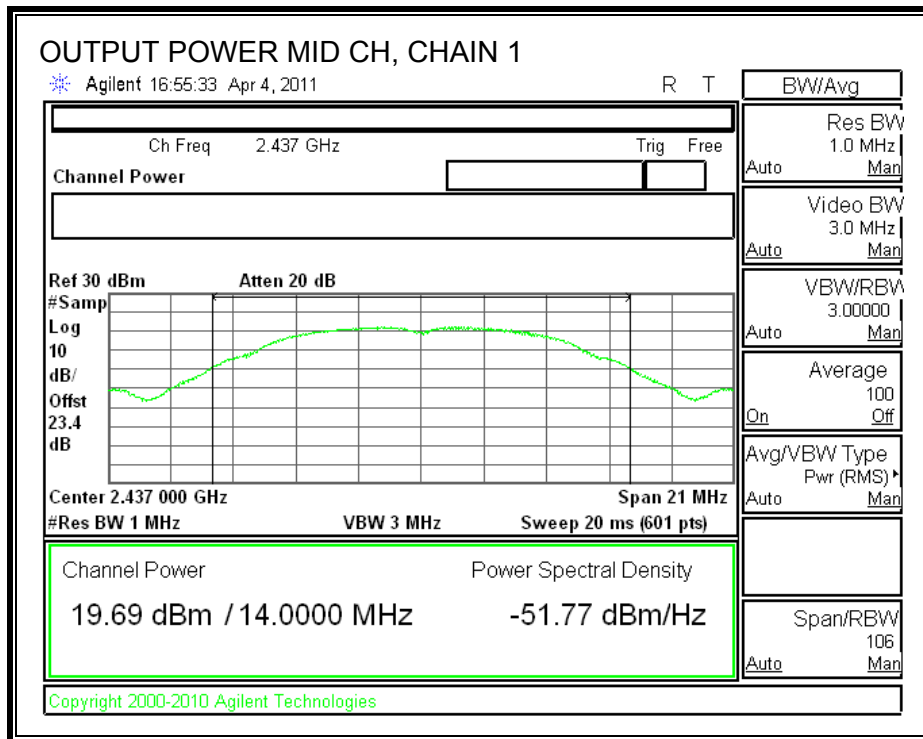 OUTPUT POWER MID CH, CHAIN 1
Agilent 16:55:33 Apr 4, 2011 R T
Ch Freq 2.437 GHz Trig Free
Channel Power
Ref 30 dBm Atten 20 dB
#Samp
Log
10
dB/
Offst
23.4
dB
Center 2.437 000 GHz Span 21 MHz
#Res BW 1 MHz VBW 3 MHz Sweep 20 ms (601 pts)
Channel Power Power Spectral Density
19.69 dBm / 14.0000 MHz -51.77 dBm/Hz
Copyright 2000-2010 Agilent Technologies
BW/Avg
Res BW
1.0 MHz
Auto Man
Video BW
3.0 MHz
Auto Man
VBW/RBW
3.00000
Auto Man
Average
100
On Off
Avg/VBW Type
Pwr (RMS)
Auto Man
Span/RBW
106
Auto Man